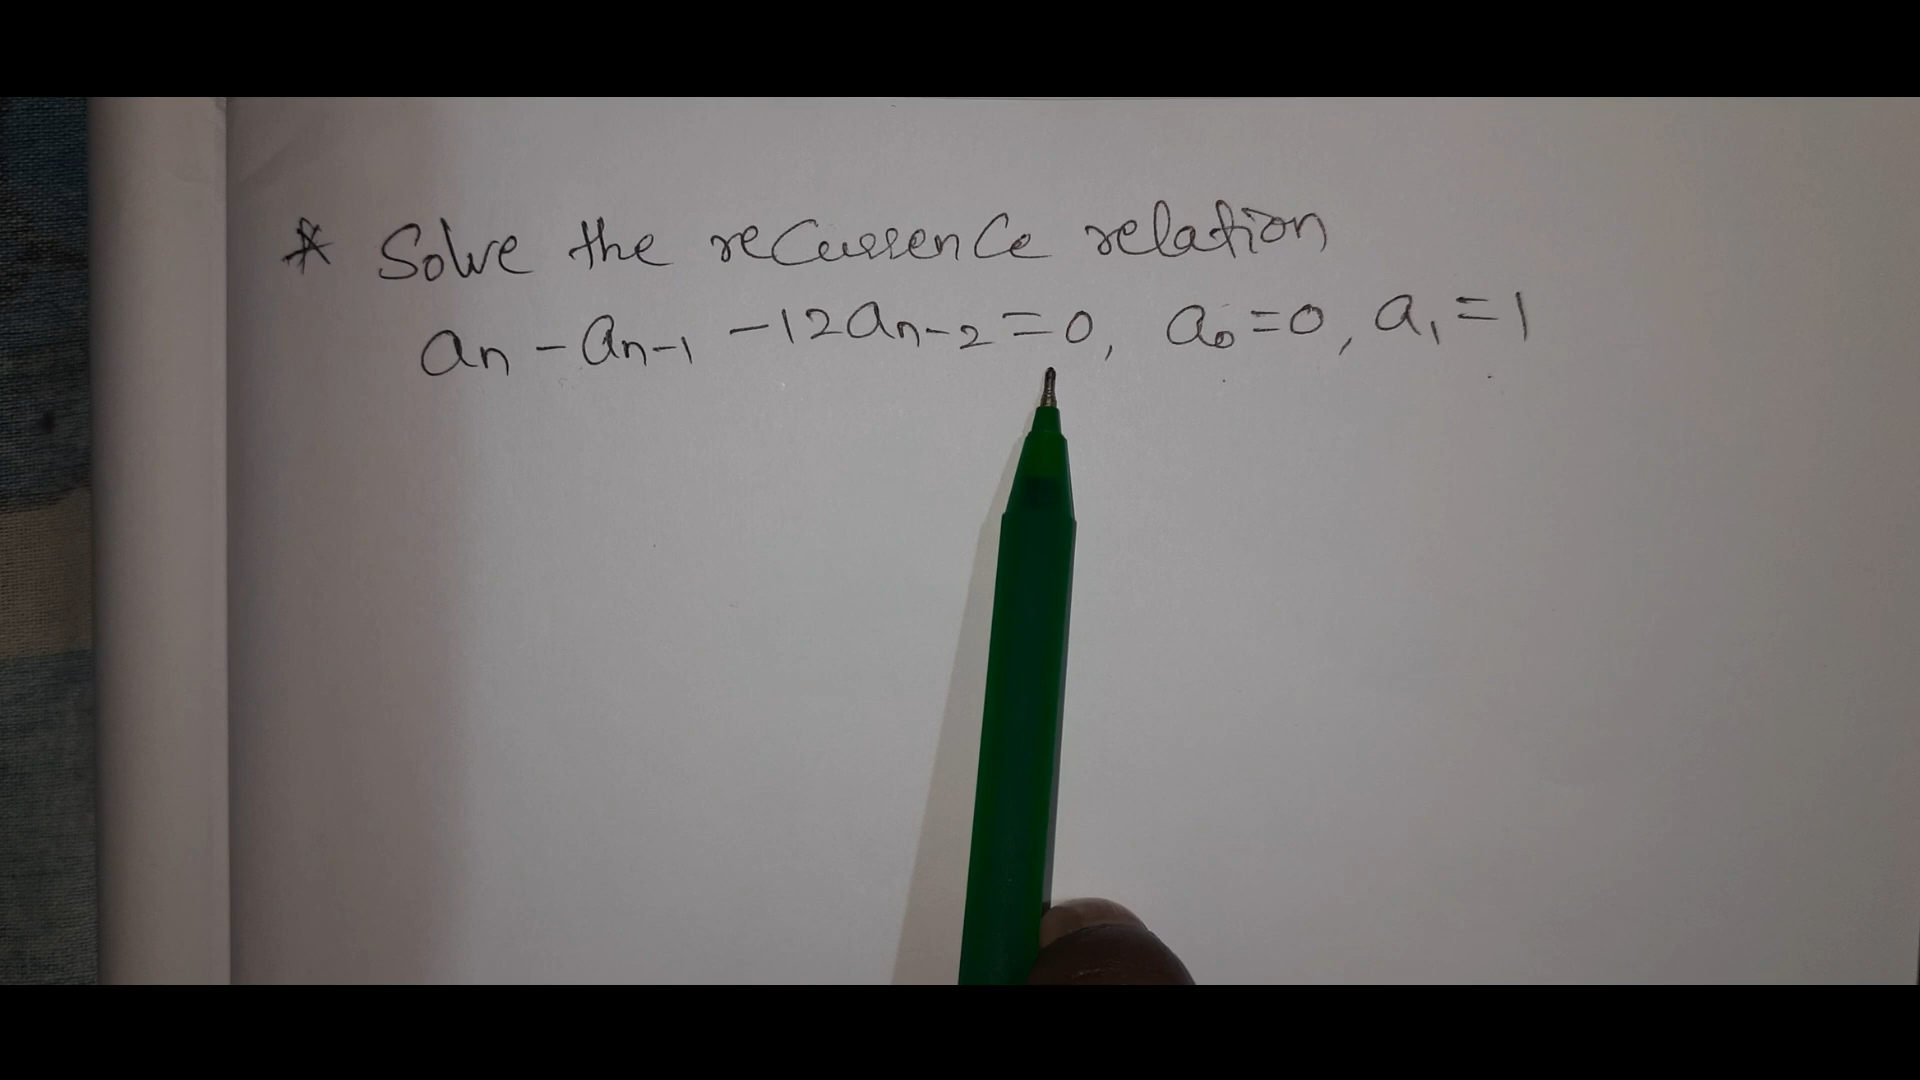 * Solve the recurrence relation
an - an-1 - 12an-2 = 0, a0 = 0, a1 = 1